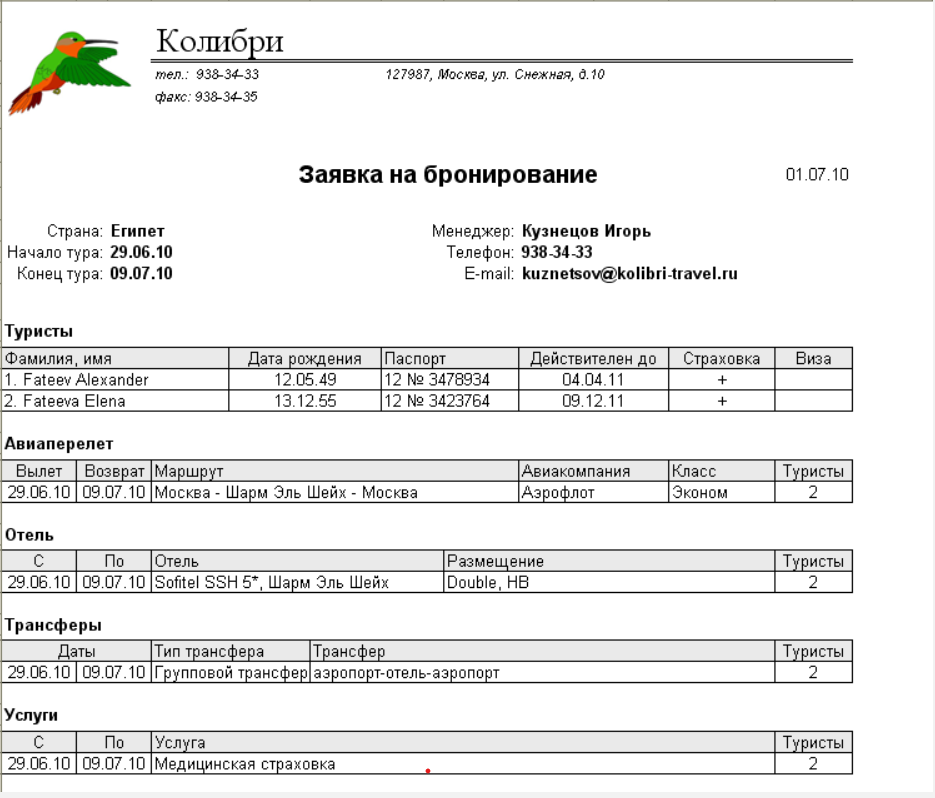 Колибри
тел.: 938-34-33 127987, Москва, ул. Снежная, д.10
факс: 938-34-35
Заявка на бронирование 01.07.10
Страна: Египет Менеджер: Кузнецов Игорь
Начало тура: 29.06.10 Телефон: 938-34-33
Конец тура: 09.07.10 E-mail: kuznetsov@kolibri-travel.ru
Туристы
Фамилия, имя Дата рождения Паспорт Действителен до Страховка Виза
1. Fateev Alexander 12.05.49 12 № 3478934 04.04.11 +
2. Fateeva Elena 13.12.55 12 № 3423764 09.12.11 +
Авиаперелет
Вылет Возврат Маршрут Авиакомпания Класс Туристы
29.06.10 09.07.10 Москва - Шарм Эль Шейх - Москва Аэрофлот Эконом 2
Отель
С По Отель Размещение Туристы
29.06.10 09.07.10 Sofitel SSH 5*, Шарм Эль Шейх Double, HB 2
Трансферы
Даты Тип трансфера Трансфер Туристы
29.06.10 09.07.10 Групповой трансфер аэропорт-отель-аэропорт 2
Услуги
С По Услуга Туристы
29.06.10 09.07.10 Медицинская страховка 2